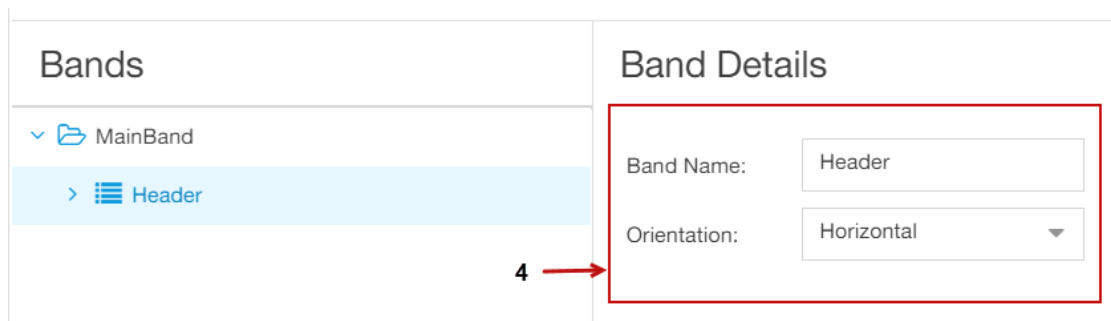 Bands
Band Details
MainBand
Header
Band Name: Header
Orientation: Horizontal
4